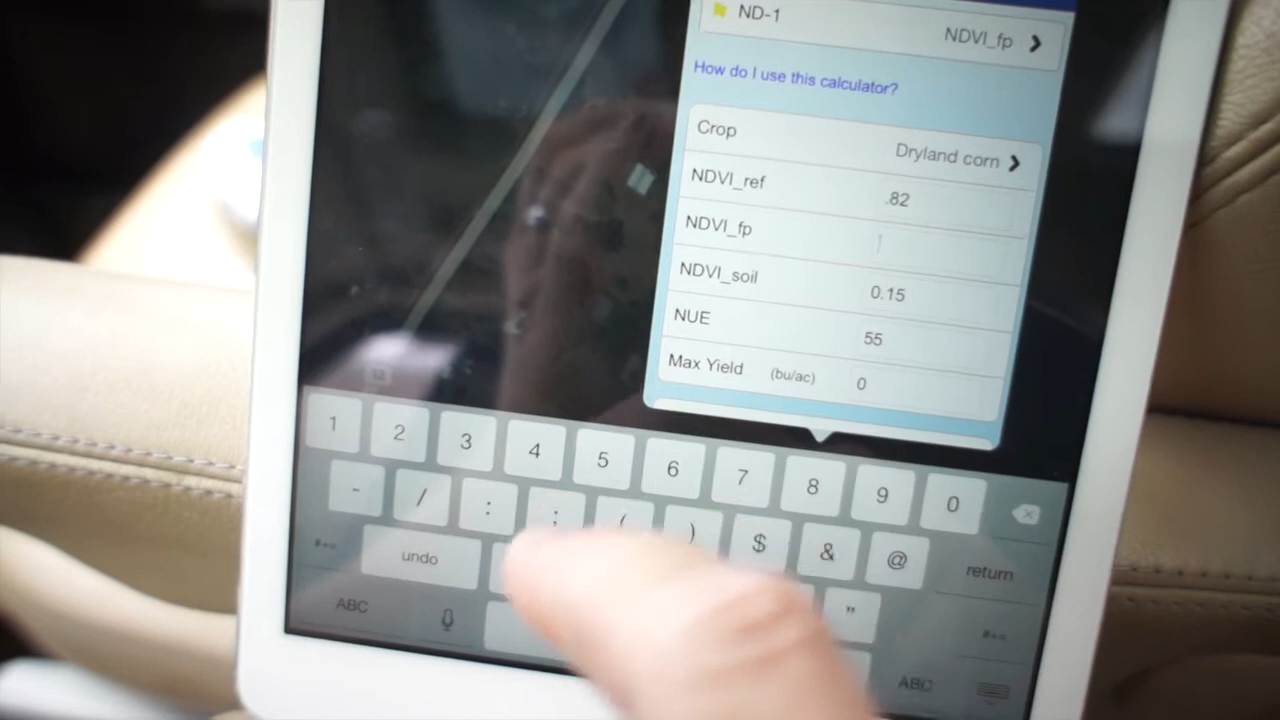 ND-1
NDVI_fp
How do I use this calculator?
Crop Dryland corn
NDVI_ref .82
NDVI_fp
NDVI_soil 0.15
NUE 55
Max Yield (bu/ac) 0
1 2 3 4 5 6 7 8 9 0
- / : ; ( ) $ & @ return
#+= undo " #+=
ABC ABC